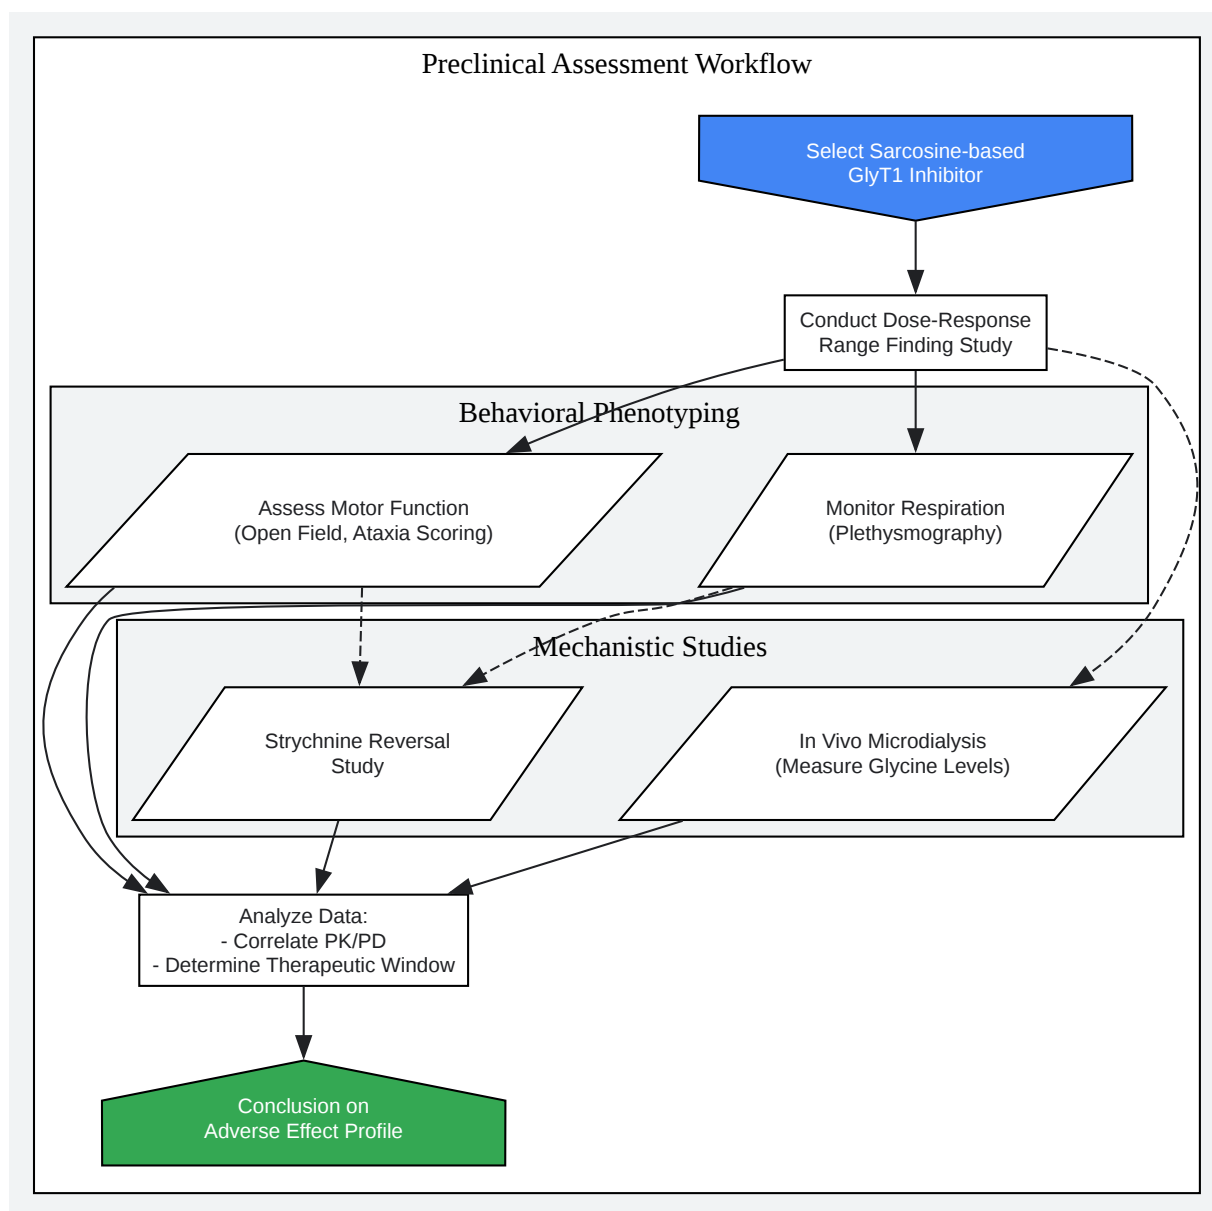 Preclinical Assessment Workflow
Select Sarcosine-based
GlyT1 Inhibitor
Conduct Dose-Response
Range Finding Study
Behavioral Phenotyping
Assess Motor Function
(Open Field, Ataxia Scoring)
Monitor Respiration
(Plethysmography)
Mechanistic Studies
Strychnine Reversal
Study
In Vivo Microdialysis
(Measure Glycine Levels)
Analyze Data:
- Correlate PK/PD
- Determine Therapeutic Window
Conclusion on
Adverse Effect Profile